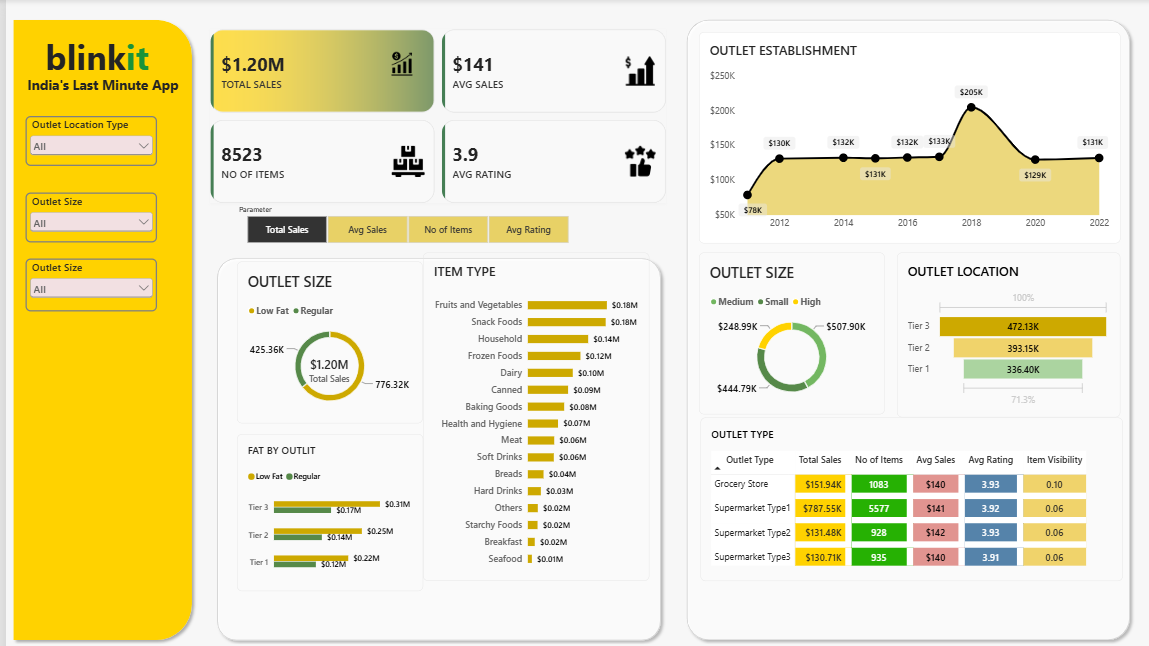 blinkit
India's Last Minute App
Outlet Location Type
All
Outlet Size
All
Outlet Size
All
$1.20M
TOTAL SALES
$
$141
AVG SALES
$
8523
NO OF ITEMS
3.9
AVG RATING
Parameter
Total Sales Avg Sales No of Items Avg Rating
OUTLET SIZE
Low Fat Regular
425.36K
$1.20M
Total Sales
776.32K
FAT BY OUTLIT
Low Fat Regular
Tier 3 $0.31M
$0.17M
Tier 2 $0.25M
$0.14M
Tier 1 $0.22M
$0.12M
ITEM TYPE
Fruits and Vegetables $0.18M
Snack Foods $0.18M
Household $0.14M
Frozen Foods $0.12M
Dairy $0.10M
Canned $0.09M
Baking Goods $0.08M
Health and Hygiene $0.07M
Meat $0.06M
Soft Drinks $0.06M
Breads $0.04M
Hard Drinks $0.03M
Others $0.02M
Starchy Foods $0.02M
Breakfast $0.02M
Seafood $0.01M
OUTLET ESTABLISHMENT
$250K
$200K
$150K
$100K
$50K
$78K
$130K
$132K
$131K
$132K
$133K
$205K
$129K
$131K
2012 2014 2016 2018 2020 2022
OUTLET SIZE
Medium Small High
$248.99K
$507.90K
$444.79K
OUTLET LOCATION
100%
Tier 3 472.13K
Tier 2 393.15K
Tier 1 336.40K
71.3%
OUTLET TYPE
Outlet Type Total Sales No of Items Avg Sales Avg Rating Item Visibility
Grocery Store $151.94K 1083 $140 3.93 0.10
Supermarket Type1 $787.55K 5577 $141 3.92 0.06
Supermarket Type2 $131.48K 928 $142 3.93 0.06
Supermarket Type3 $130.71K 935 $140 3.91 0.06